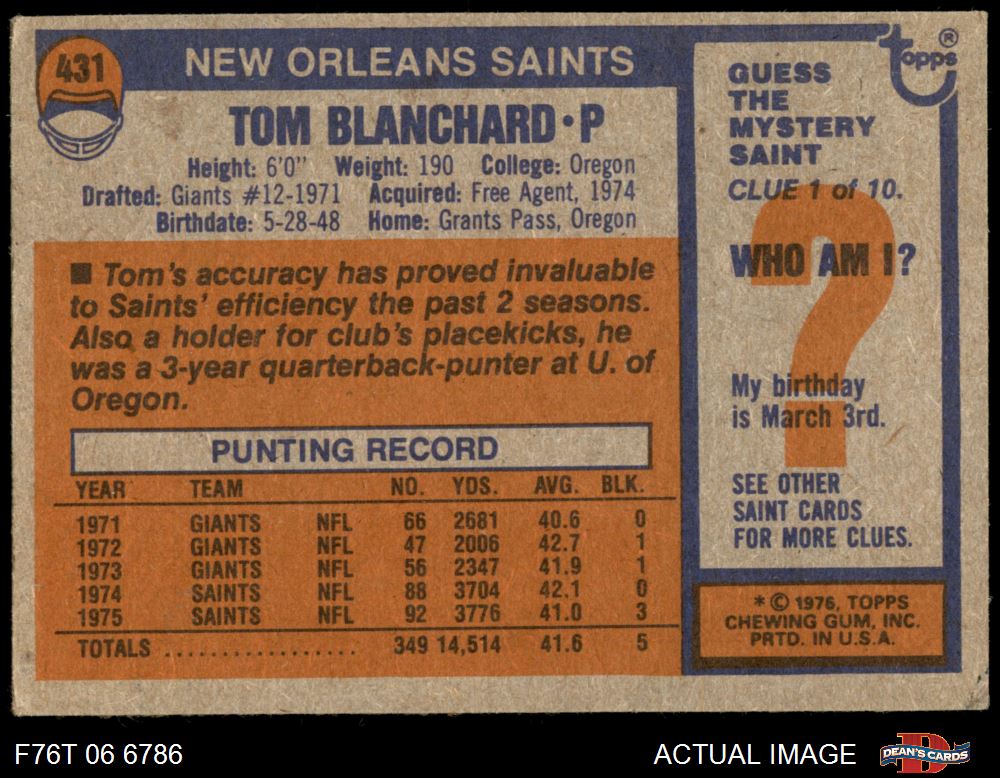 431
NEW ORLEANS SAINTS
TOM BLANCHARD•P
Height: 6'0" Weight: 190 College: Oregon
Drafted: Giants #12-1971 Acquired: Free Agent, 1974
Birthdate: 5-28-48 Home: Grants Pass, Oregon
■ Tom's accuracy has proved invaluable
to Saints' efficiency the past 2 seasons.
Also a holder for club's placekicks, he
was a 3-year quarterback-punter at U. of
Oregon.
PUNTING RECORD
YEAR TEAM NO. YDS. AVG. BLK.
1971 GIANTS NFL 66 2681 40.6 0
1972 GIANTS NFL 47 2006 42.7 1
1973 GIANTS NFL 56 2347 41.9 1
1974 SAINTS NFL 88 3704 42.1 0
1975 SAINTS NFL 92 3776 41.0 3
TOTALS ................. 349 14,514 41.6 5
topps®
GUESS
THE
MYSTERY
SAINT
CLUE 1 of 10.
?
WHO AM I?
My birthday
is March 3rd.
SEE OTHER
SAINT CARDS
FOR MORE CLUES.
* © 1976, TOPPS
CHEWING GUM, INC.
PRTD. IN U.S.A.
F76T 06 6786
ACTUAL IMAGE
D
DEAN'S CARDS